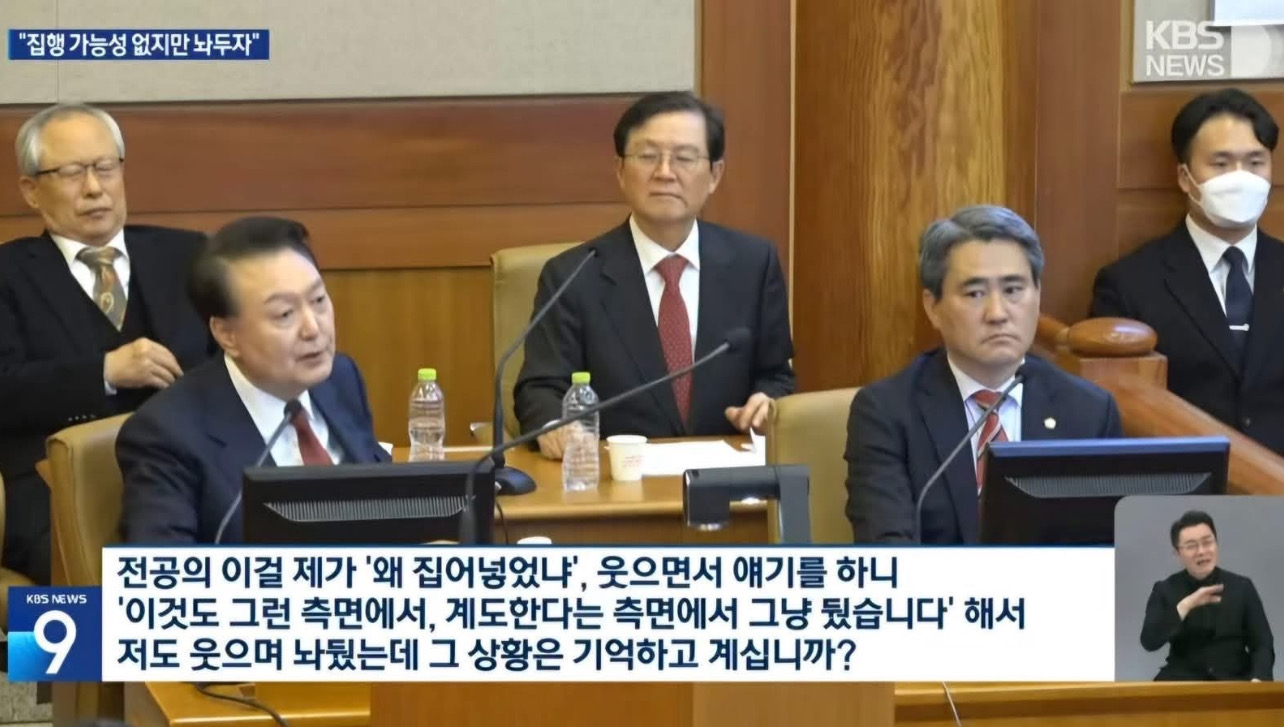 "집행 가능성 없지만 놔두자"
KBS
NEWS
전공의 이걸 제가 '왜 집어넣었냐', 웃으면서 얘기를 하니
'이것도 그런 측면에서, 계도한다는 측면에서 그냥 뒀습니다' 해서
저도 웃으며 놔뒀는데 그 상황은 기억하고 계십니까?
KBS NEWS
9